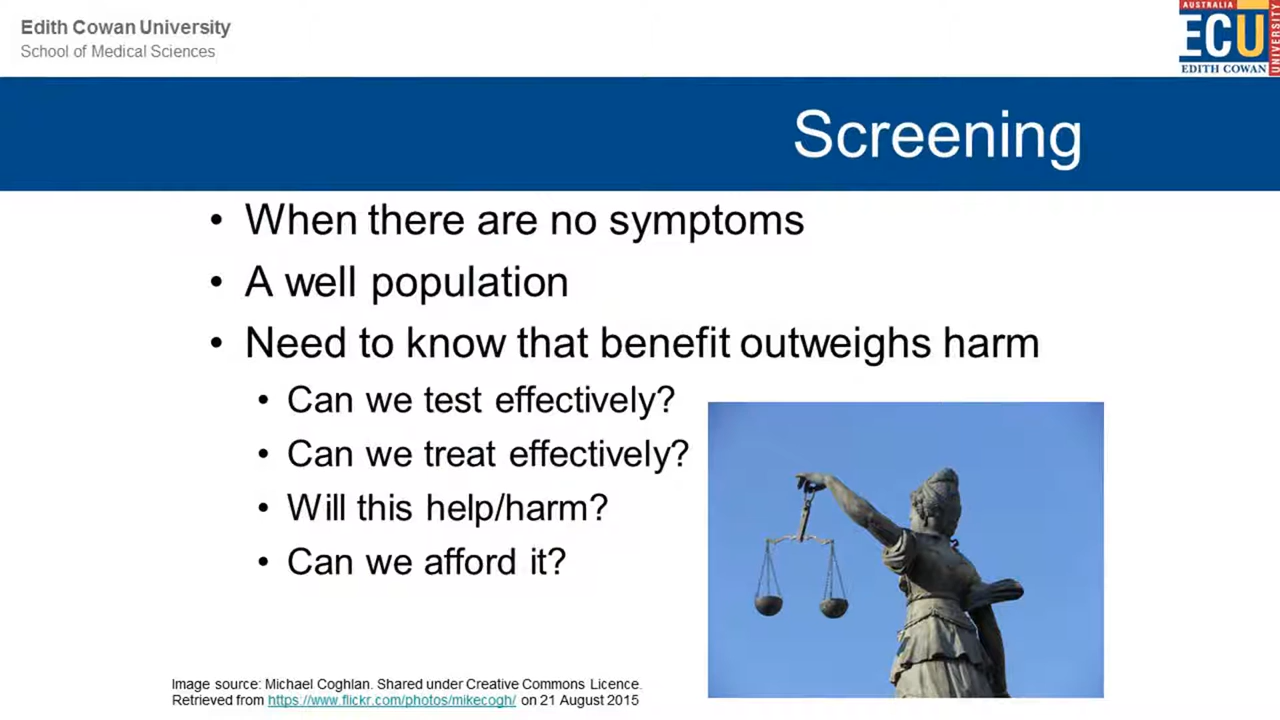 Edith Cowan University
School of Medical Sciences
AUSTRALIA
ECU
EDITH COWAN
UNIVERSITY
Screening
• When there are no symptoms
• A well population
• Need to know that benefit outweighs harm
• Can we test effectively?
• Can we treat effectively?
• Will this help/harm?
• Can we afford it?
Image source: Michael Coghlan. Shared under Creative Commons Licence.
Retrieved from https://www.flickr.com/photos/mikecogh/ on 21 August 2015